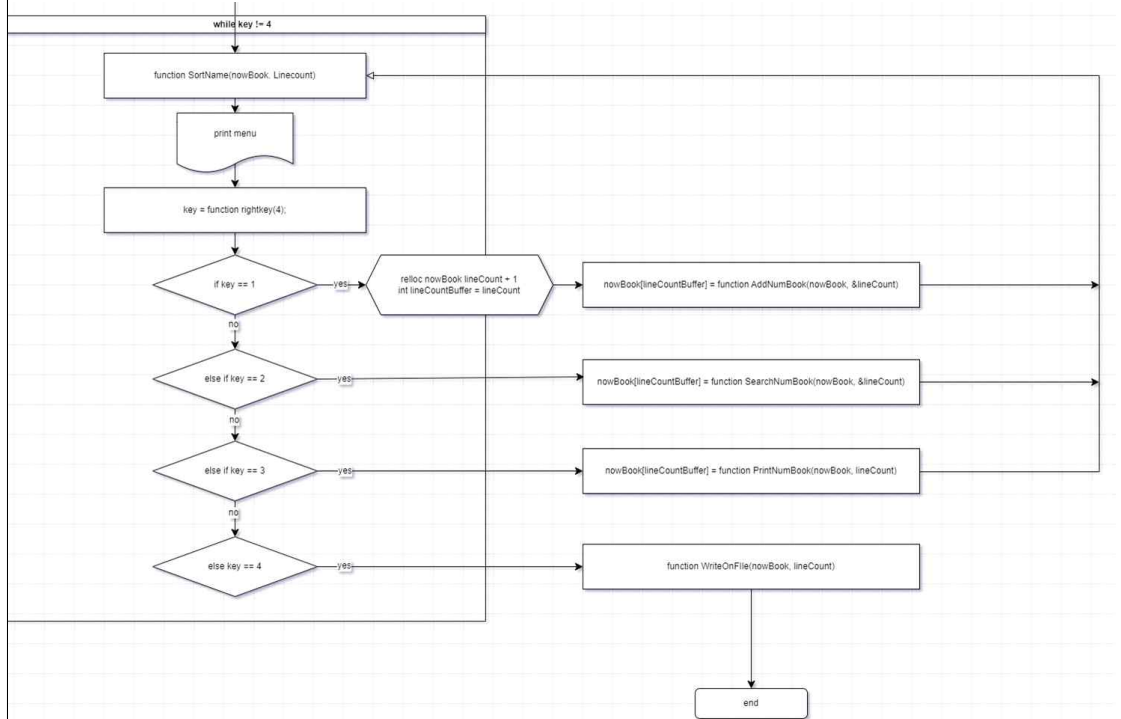 while key != 4
function SortName(nowBook, Linecount)
print menu
key = function rightkey(4);
if key == 1
yes
relloc nowBook lineCount + 1
int lineCountBuffer = lineCount
nowBook[lineCountBuffer] = function AddNumBook(nowBook, &lineCount)
no
else if key == 2
yes
nowBook[lineCountBuffer] = function SearchNumBook(nowBook, &lineCount)
no
else if key == 3
yes
nowBook[lineCountBuffer] = function PrintNumBook(nowBook, lineCount)
no
else key == 4
yes
function WriteOnFile(nowBook, lineCount)
end